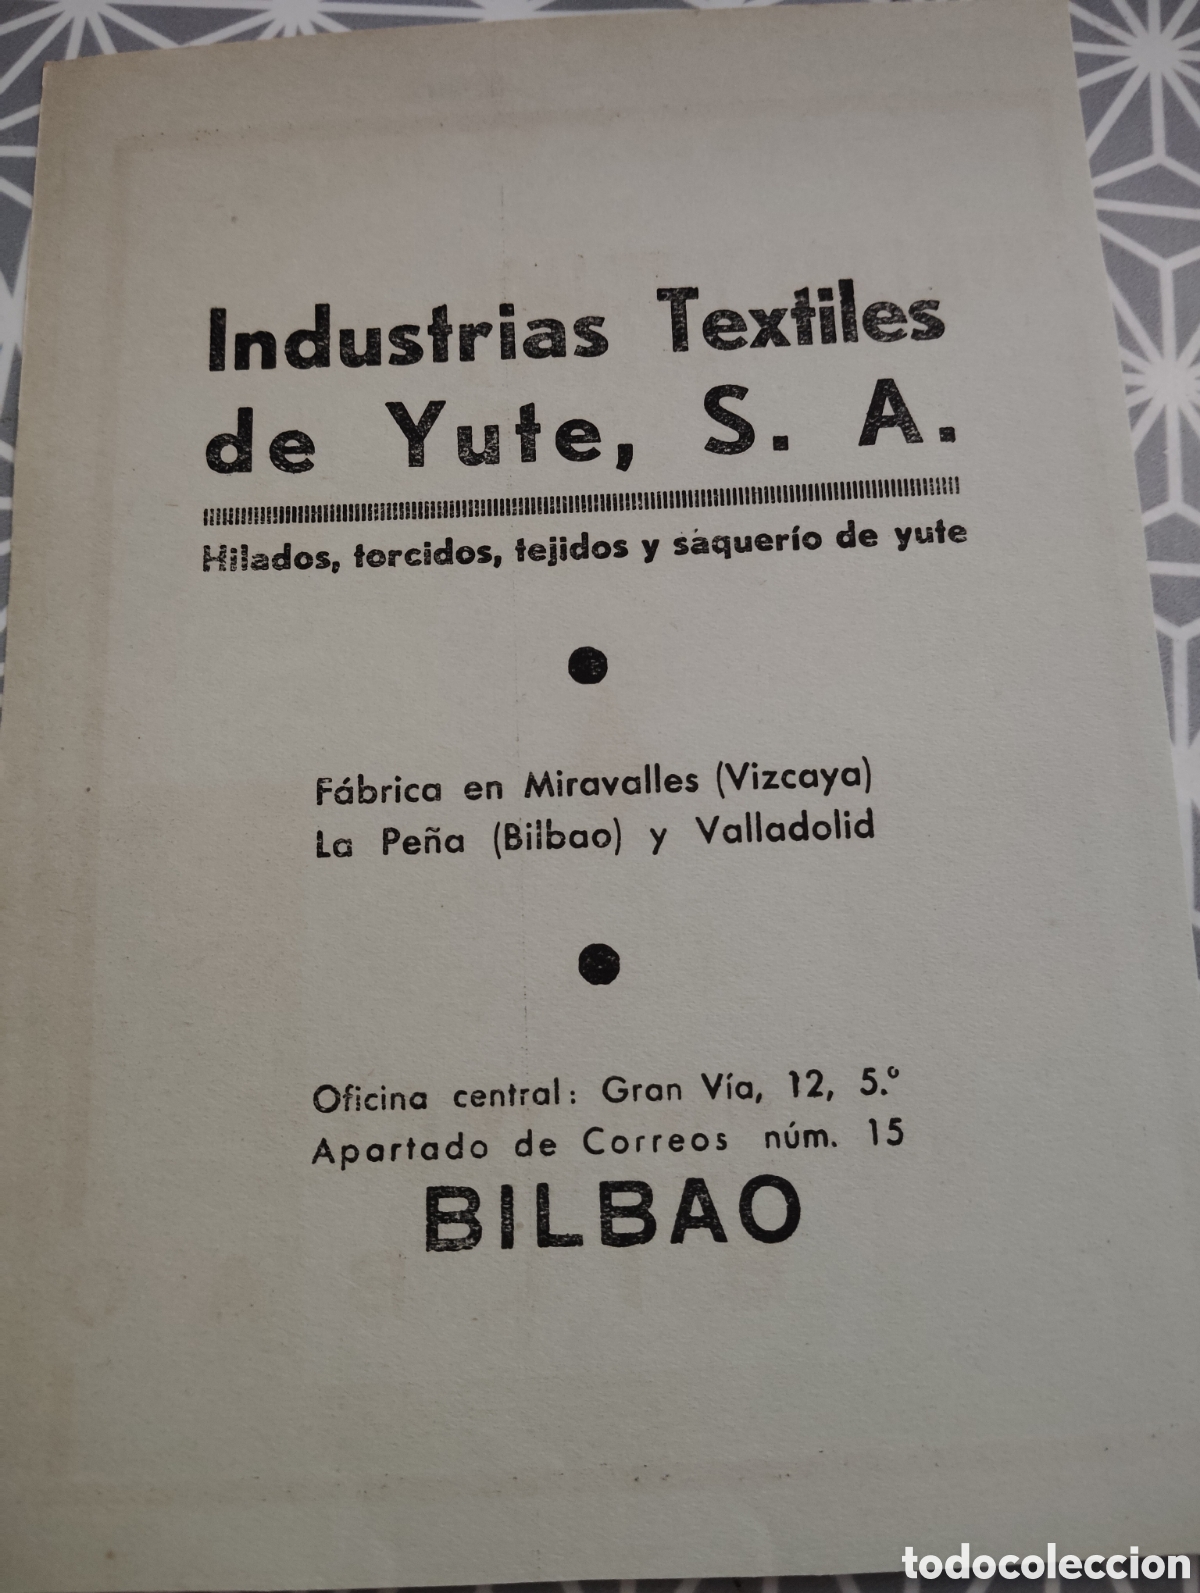 Industrias Textiles
de Yute, S. A.
Hilados, torcidos, tejidos y saquerío de yute
Fábrica en Miravalles (Vizcaya)
La Peña (Bilbao) y Valladolid
Oficina central: Gran Vía, 12, 5.º
Apartado de Correos núm. 15
BILBAO
todocoleccion